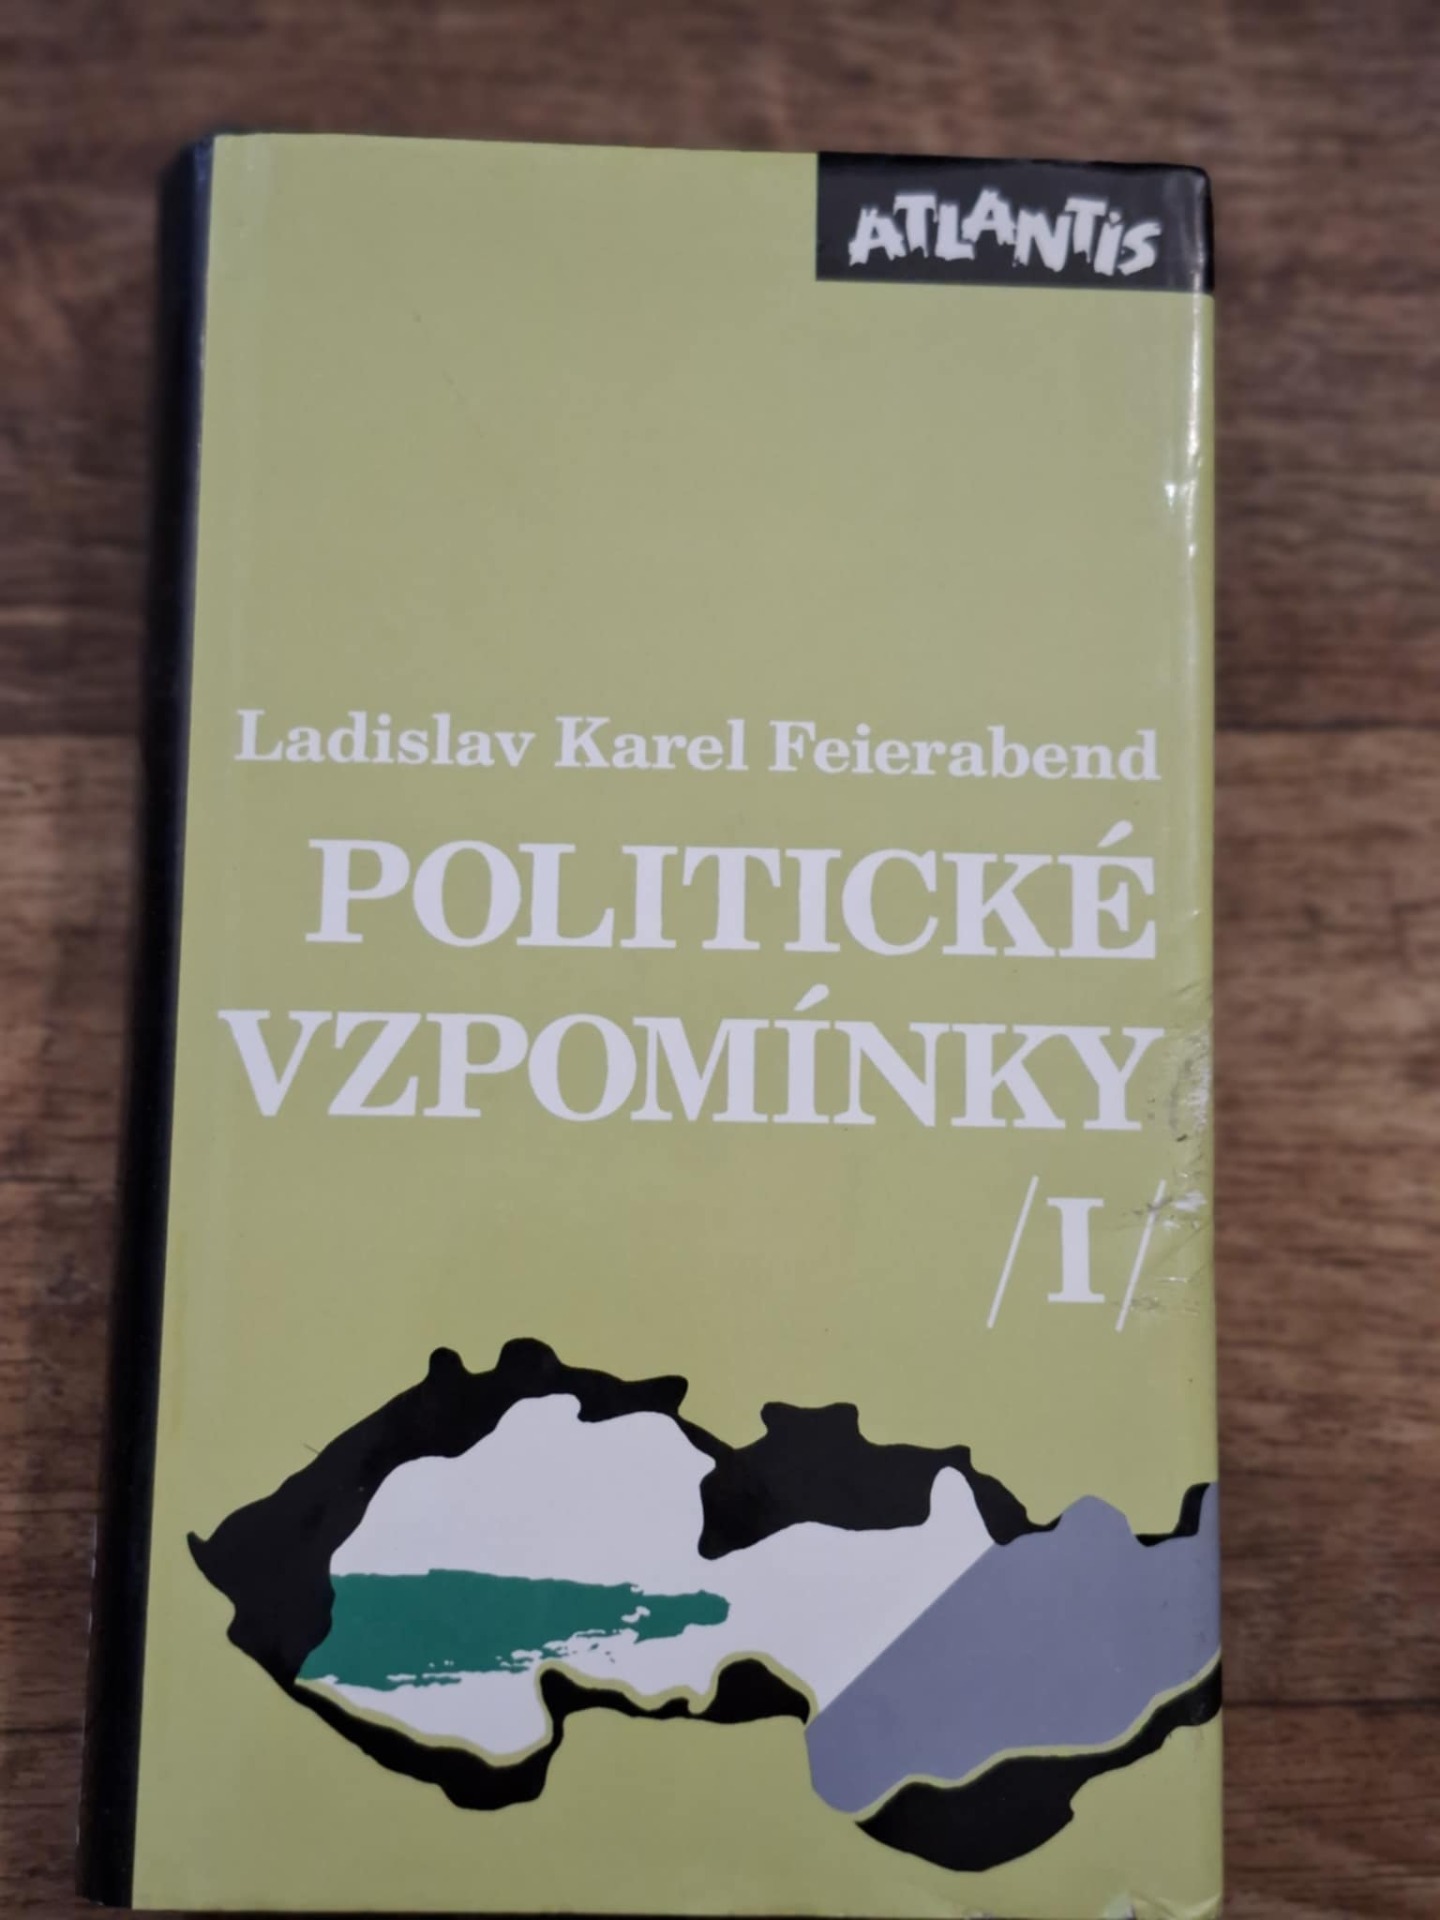 ATLANTIS
Ladislav Karel Feierabend
POLITICKÉ
VZPOMÍNKY
/I/